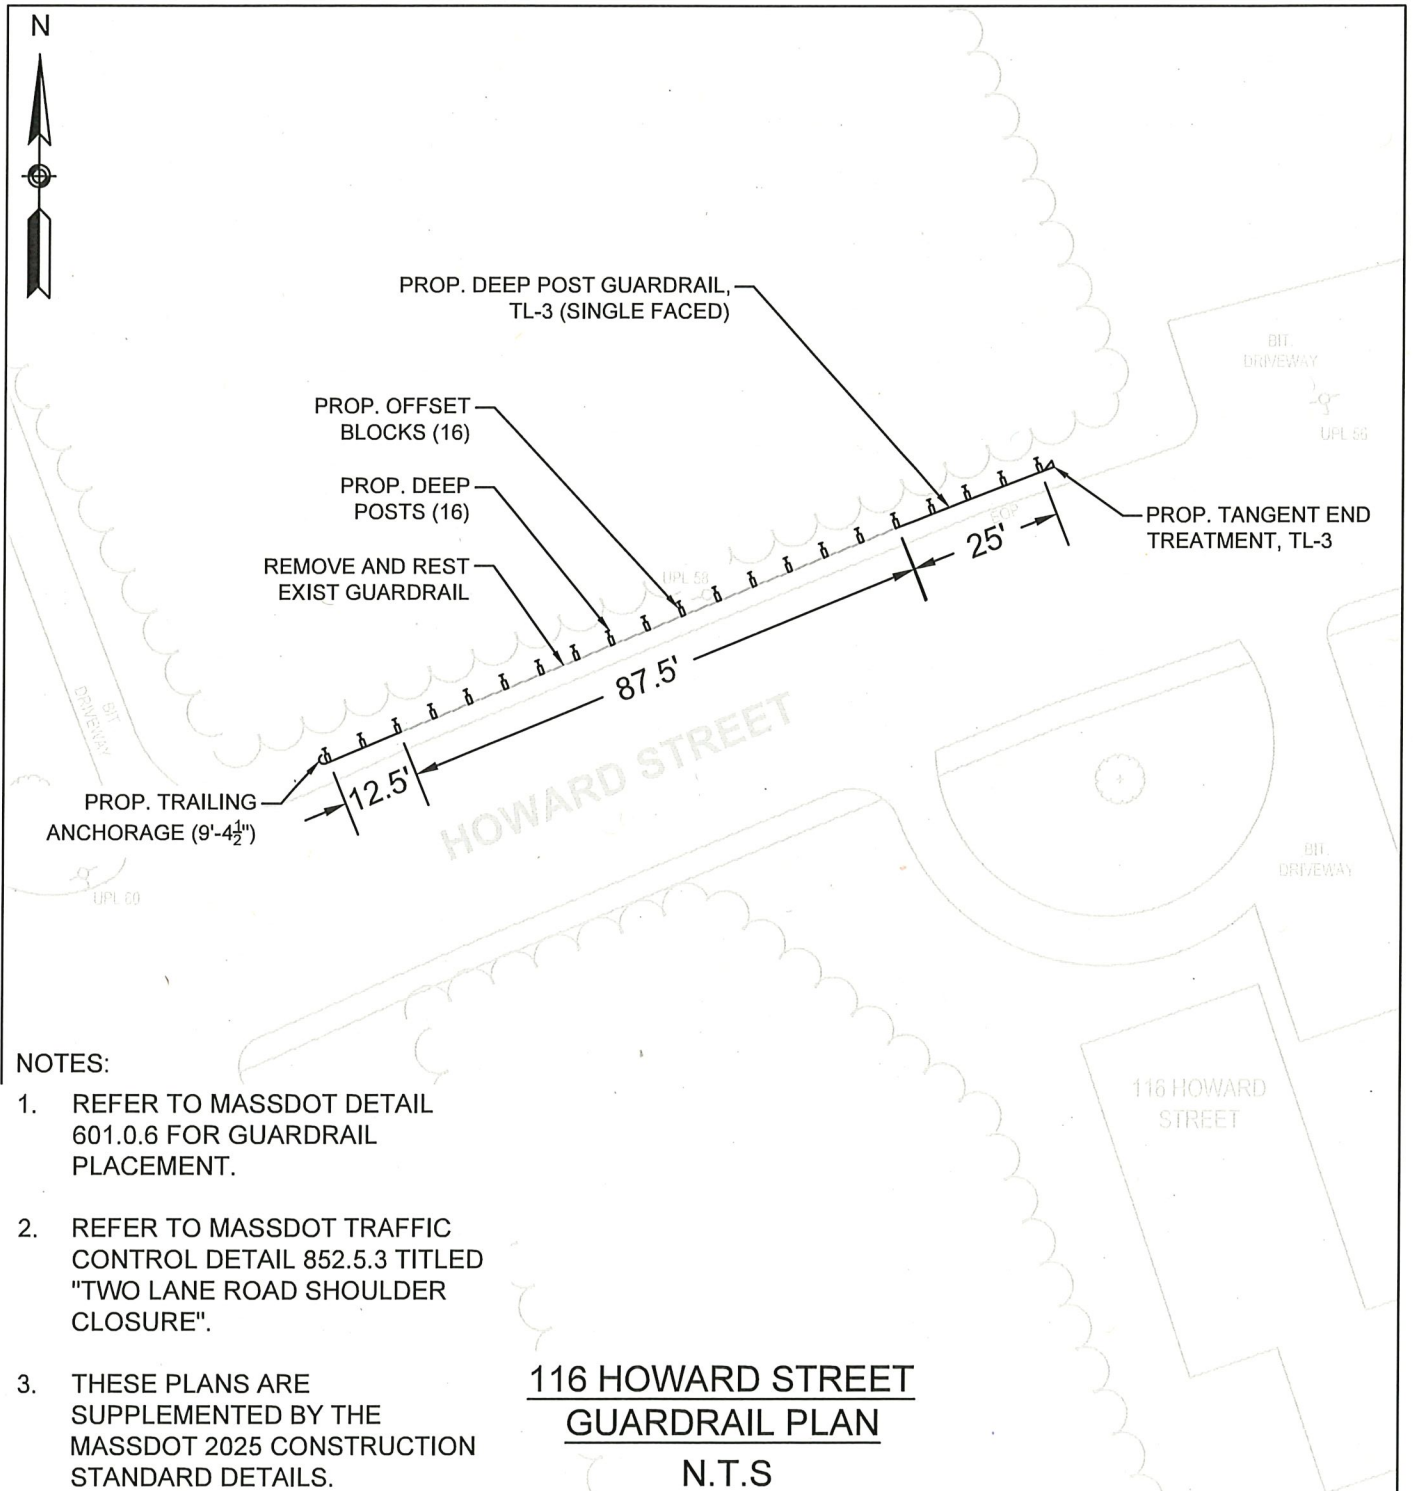 N
PROP. DEEP POST GUARDRAIL,
TL-3 (SINGLE FACED)
BIT.
DRIVEWAY
UPL 56
PROP. OFFSET
BLOCKS (16)
PROP. DEEP
POSTS (16)
REMOVE AND REST
EXIST GUARDRAIL
UPL 58
EOP
PROP. TANGENT END
TREATMENT, TL-3
25'
87.5'
12.5'
HOWARD STREET
BIT
DRIVEWAY
PROP. TRAILING
ANCHORAGE (9'-4½")
UPL 60
BIT.
DRIVEWAY
116 HOWARD
STREET
NOTES:
1. REFER TO MASSDOT DETAIL
601.0.6 FOR GUARDRAIL
PLACEMENT.
2. REFER TO MASSDOT TRAFFIC
CONTROL DETAIL 852.5.3 TITLED
"TWO LANE ROAD SHOULDER
CLOSURE".
3. THESE PLANS ARE
SUPPLEMENTED BY THE
MASSDOT 2025 CONSTRUCTION
STANDARD DETAILS.
116 HOWARD STREET
GUARDRAIL PLAN
N.T.S